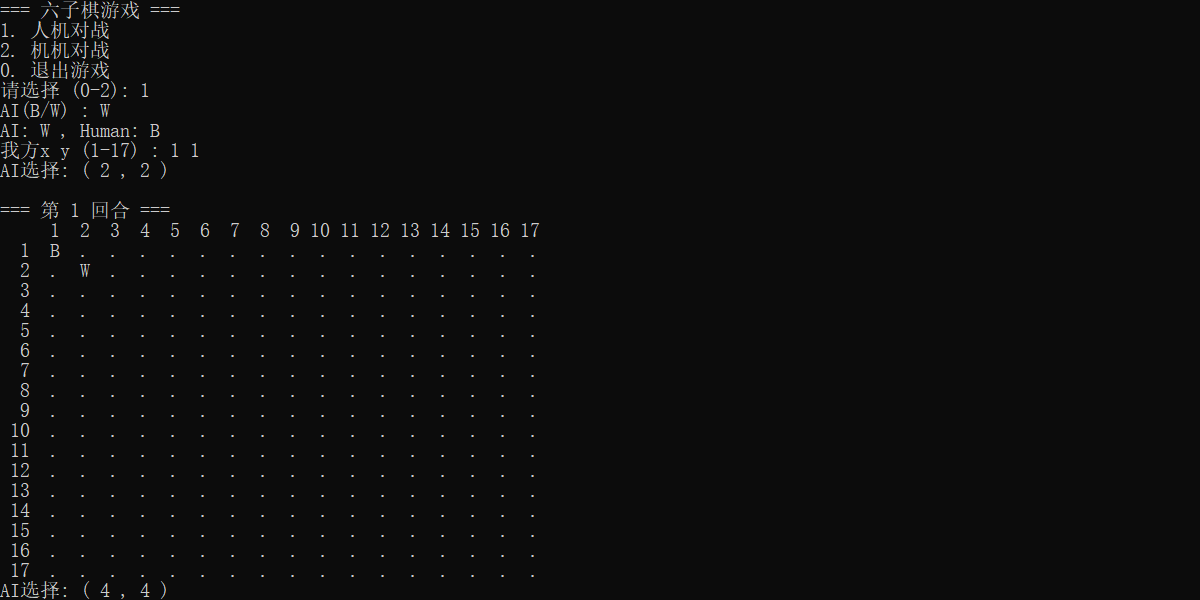 === 六子棋游戏 ===
1. 人机对战
2. 机机对战
0. 退出游戏
请选择 (0-2): 1
AI(B/W) : W
AI: W , Human: B
我方x y (1-17) : 1 1
AI选择: ( 2 , 2 )
=== 第 1 回合 ===
1 2 3 4 5 6 7 8 9 10 11 12 13 14 15 16 17
1 B . . . . . . . . . . . . . . . .
2 . W . . . . . . . . . . . . . . .
3 . . . . . . . . . . . . . . . . .
4 . . . . . . . . . . . . . . . . .
5 . . . . . . . . . . . . . . . . .
6 . . . . . . . . . . . . . . . . .
7 . . . . . . . . . . . . . . . . .
8 . . . . . . . . . . . . . . . . .
9 . . . . . . . . . . . . . . . . .
10 . . . . . . . . . . . . . . . . .
11 . . . . . . . . . . . . . . . . .
12 . . . . . . . . . . . . . . . . .
13 . . . . . . . . . . . . . . . . .
14 . . . . . . . . . . . . . . . . .
15 . . . . . . . . . . . . . . . . .
16 . . . . . . . . . . . . . . . . .
17 . . . . . . . . . . . . . . . . .
AI选择: ( 4 , 4 )